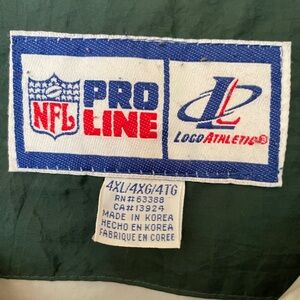 NFL
PRO
LINE
LOGO ATHLETIC
4XL/4XG/4TG
RN# 63388
CA# 13924
MADE IN KOREA
HECHO EN KOREA
FABRIQUE EN COREE